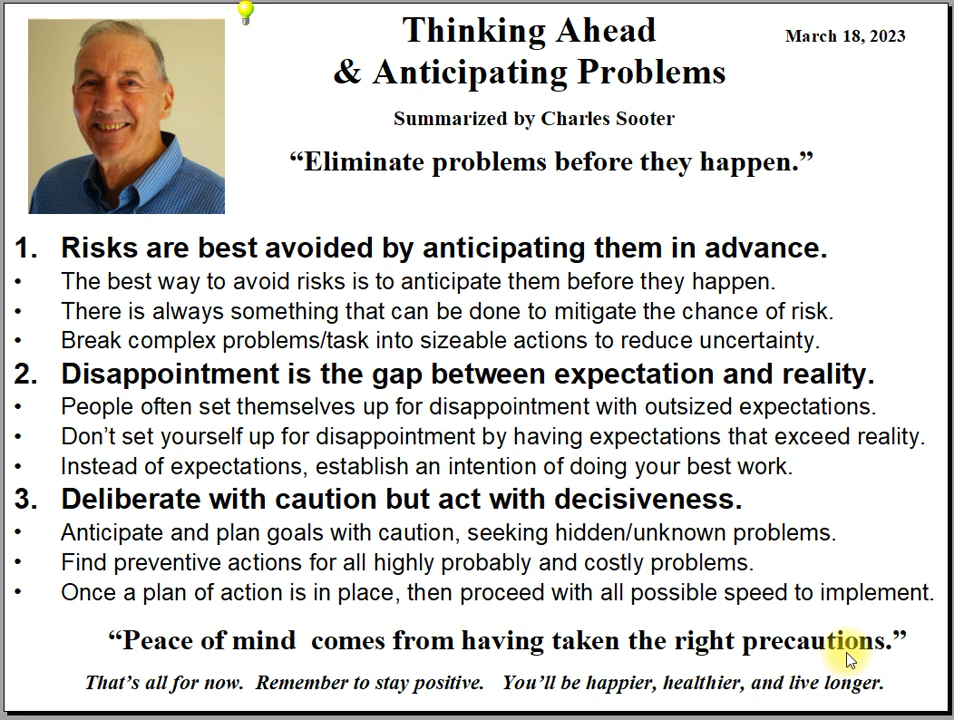 Thinking Ahead
& Anticipating Problems
March 18, 2023
Summarized by Charles Sooter
“Eliminate problems before they happen.”
1. Risks are best avoided by anticipating them in advance.
• The best way to avoid risks is to anticipate them before they happen.
• There is always something that can be done to mitigate the chance of risk.
• Break complex problems/task into sizeable actions to reduce uncertainty.
2. Disappointment is the gap between expectation and reality.
• People often set themselves up for disappointment with outsized expectations.
• Don’t set yourself up for disappointment by having expectations that exceed reality.
• Instead of expectations, establish an intention of doing your best work.
3. Deliberate with caution but act with decisiveness.
• Anticipate and plan goals with caution, seeking hidden/unknown problems.
• Find preventive actions for all highly probably and costly problems.
• Once a plan of action is in place, then proceed with all possible speed to implement.
“Peace of mind  comes from having taken the right precautions.”
That’s all for now.  Remember to stay positive.   You’ll be happier, healthier, and live longer.